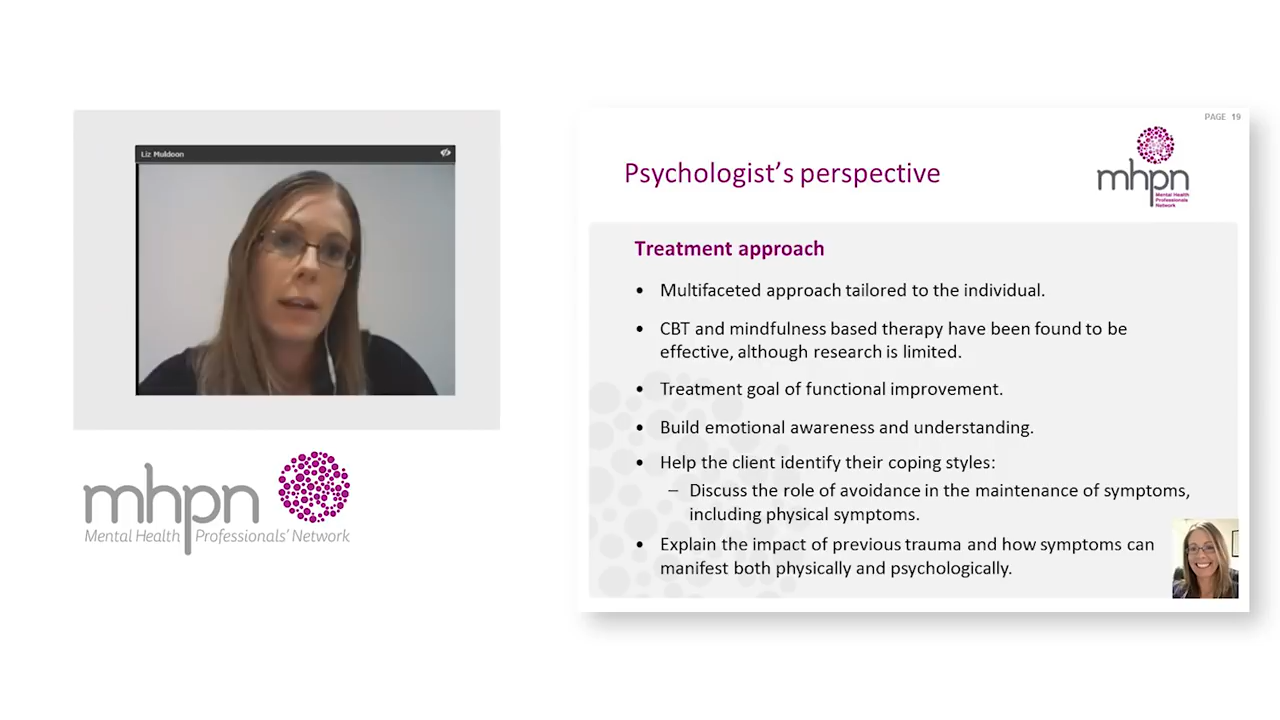 Liz Muldoon
mhpn
Mental Health Professionals' Network
PAGE 19
Psychologist's perspective
mhpn
Mental Health
Professionals
Network
Treatment approach
• Multifaceted approach tailored to the individual.
• CBT and mindfulness based therapy have been found to be
effective, although research is limited.
• Treatment goal of functional improvement.
• Build emotional awareness and understanding.
• Help the client identify their coping styles:
– Discuss the role of avoidance in the maintenance of symptoms,
including physical symptoms.
• Explain the impact of previous trauma and how symptoms can
manifest both physically and psychologically.